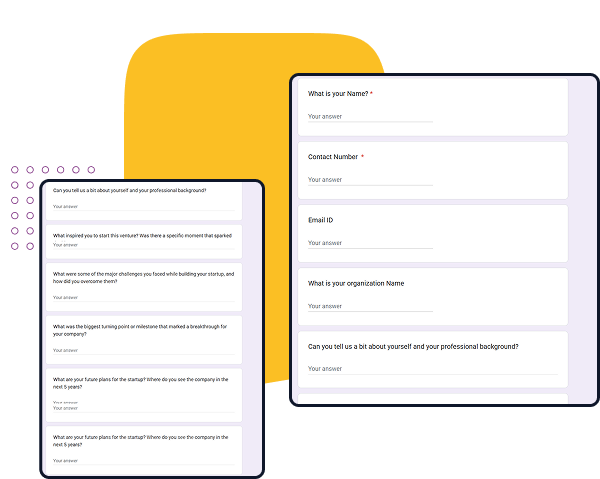 What is your Name? *
Your answer
Contact Number *
Your answer
Email ID
Your answer
What is your organization Name
Your answer
Can you tell us a bit about yourself and your professional background?
Your answer
Can you tell us a bit about yourself and your professional background?
Your answer
What inspired you to start this venture? Was there a specific moment that sparked
Your answer
What were some of the major challenges you faced while building your startup, and
how did you overcome them?
Your answer
What was the biggest turning point or milestone that marked a breakthrough for
your company?
Your answer
What are your future plans for the startup? Where do you see the company in the
next 5 years?
Your answer
Your answer
What are your future plans for the startup? Where do you see the company in the
next 5 years?
Your answer